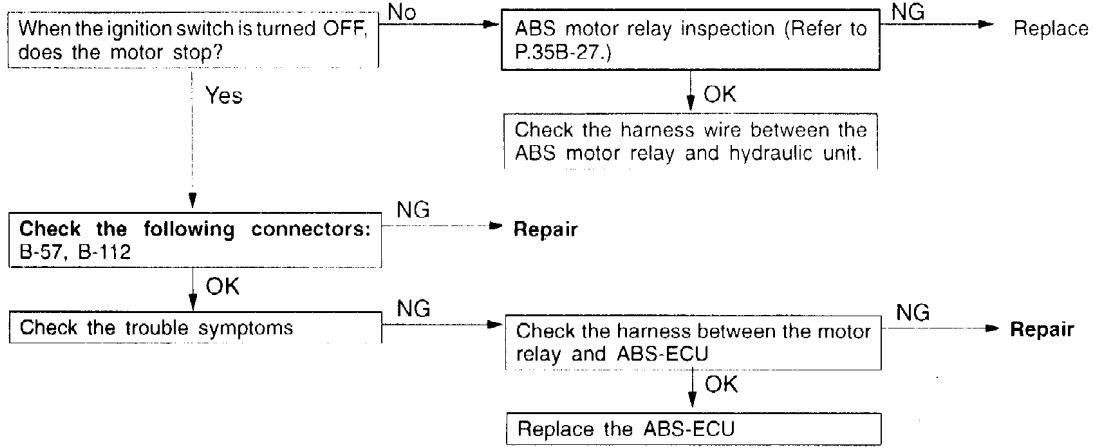 When the ignition switch is turned OFF,
does the motor stop?
No
ABS motor relay inspection (Refer to
P.35B-27.)
NG
Replace
Yes
OK
Check the harness wire between the
ABS motor relay and hydraulic unit.
Check the following connectors:
B-57, B-112
NG
Repair
OK
Check the trouble symptoms
NG
Check the harness between the motor
relay and ABS-ECU
NG
Repair
OK
Replace the ABS-ECU